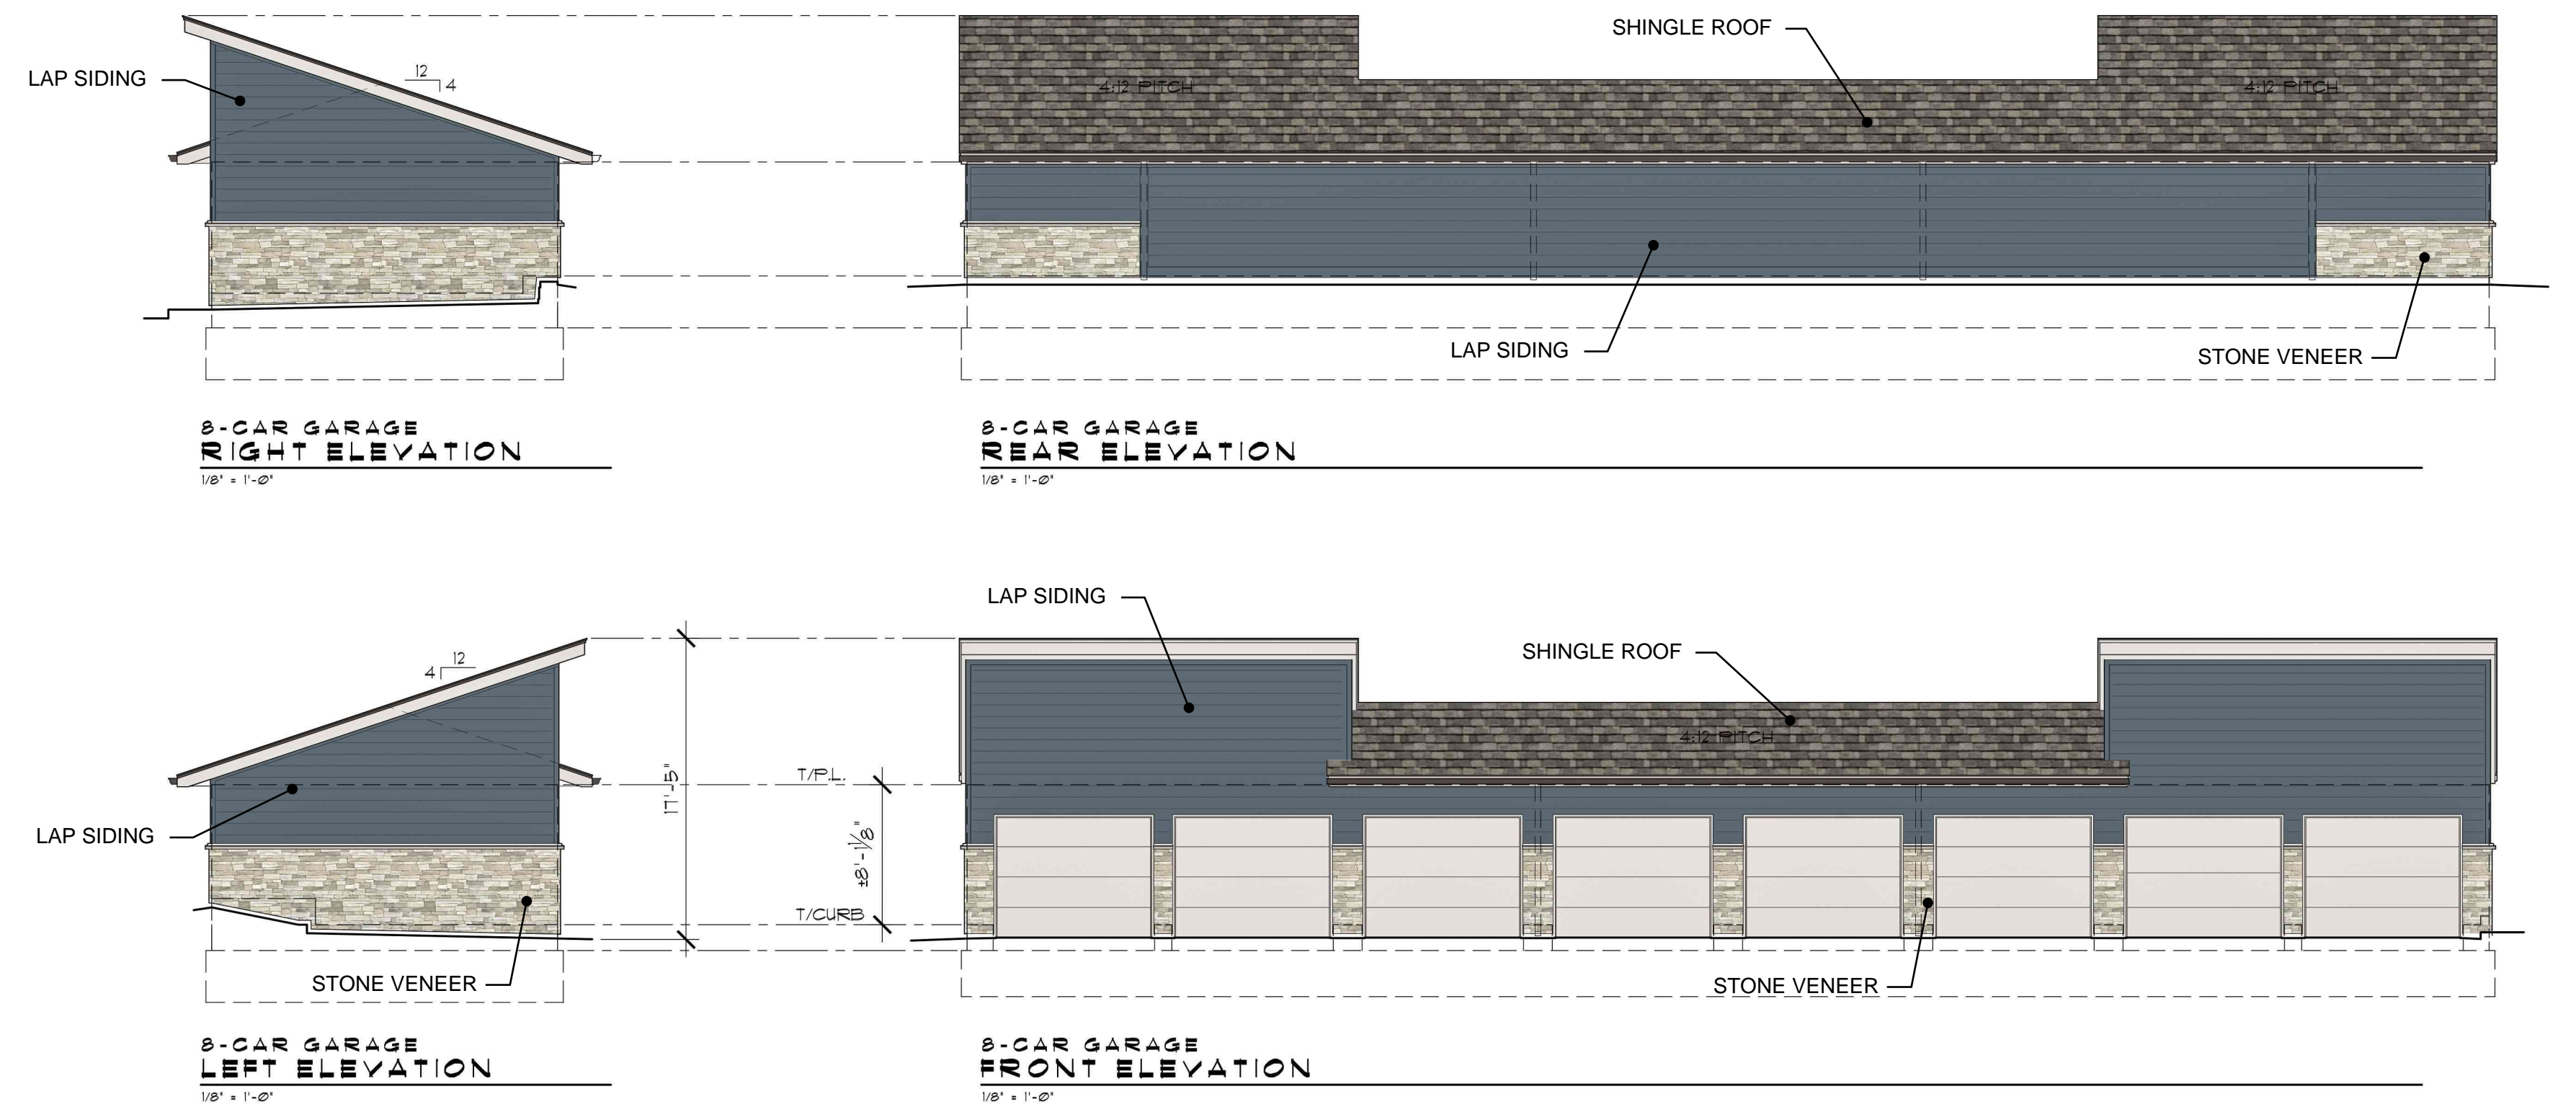 SHINGLE ROOF
LAP SIDING
12
4
4:12 PITCH
4:12 PITCH
LAP SIDING
STONE VENEER
8-CAR GARAGE
RIGHT ELEVATION
1/8" = 1'-0"
8-CAR GARAGE
REAR ELEVATION
1/8" = 1'-0"
LAP SIDING
SHINGLE ROOF
12
4
4:12 PITCH
17'-5"
T/P.L.
±8'-1/8"
T/CURB
LAP SIDING
STONE VENEER
STONE VENEER
8-CAR GARAGE
LEFT ELEVATION
1/8" = 1'-0"
8-CAR GARAGE
FRONT ELEVATION
1/8" = 1'-0"